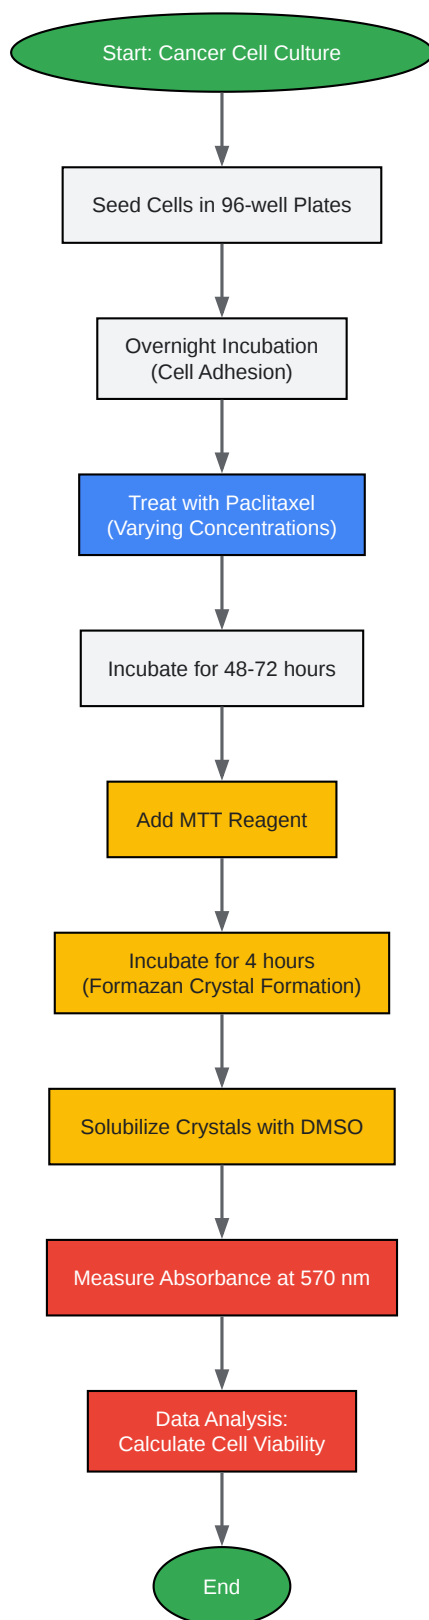 Start: Cancer Cell Culture
Seed Cells in 96-well Plates
Overnight Incubation
(Cell Adhesion)
Treat with Paclitaxel
(Varying Concentrations)
Incubate for 48-72 hours
Add MTT Reagent
Incubate for 4 hours
(Formazan Crystal Formation)
Solubilize Crystals with DMSO
Measure Absorbance at 570 nm
Data Analysis:
Calculate Cell Viability
End